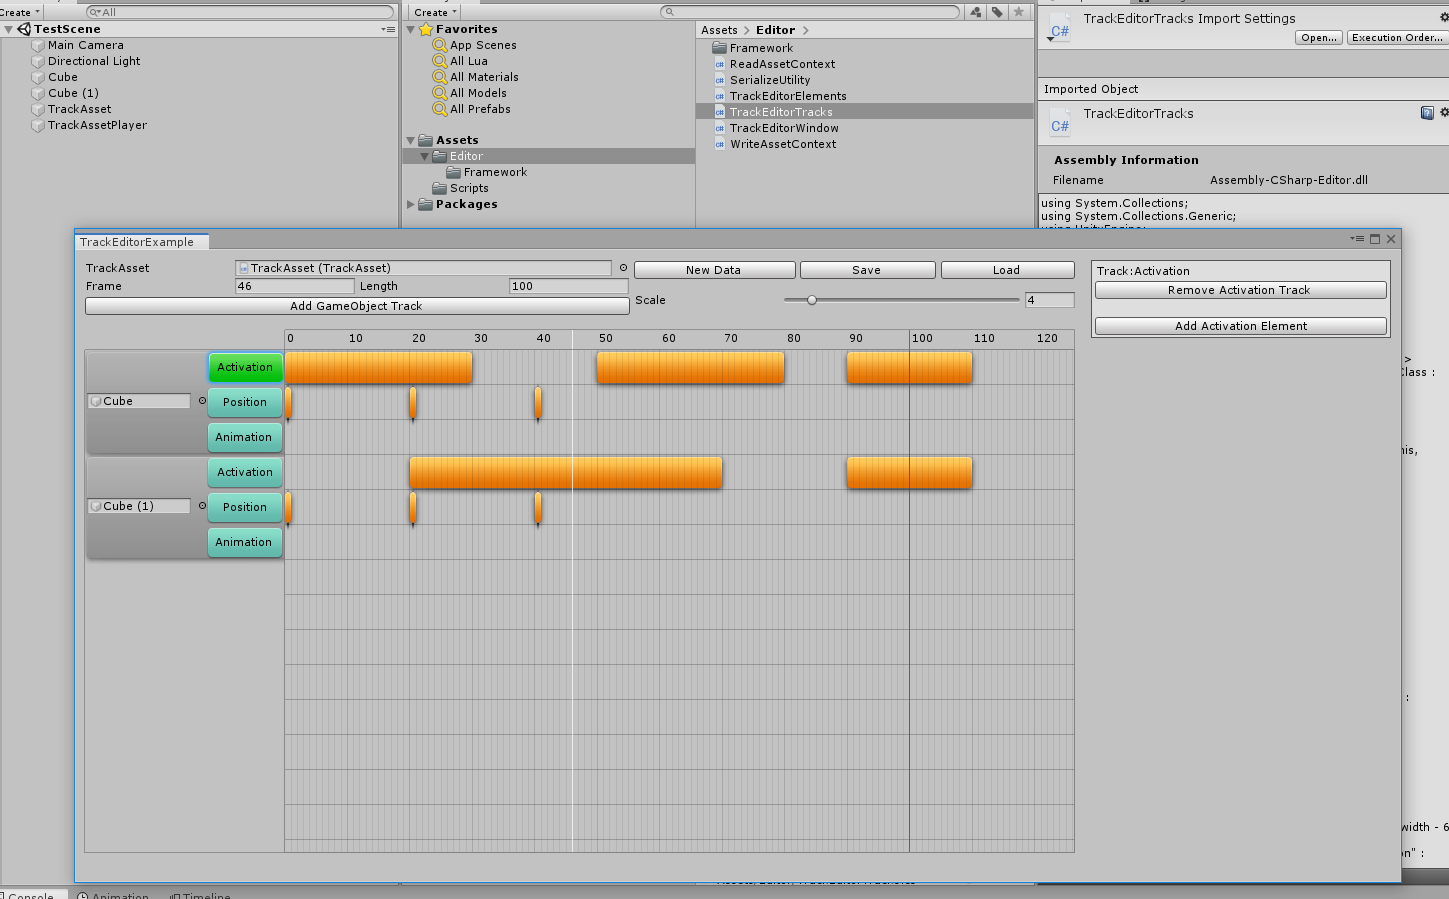 Create
All
TestScene
Main Camera
Directional Light
Cube
Cube (1)
TrackAsset
TrackAssetPlayer
Create
Favorites
App Scenes
All Lua
All Materials
All Models
All Prefabs
Assets
Editor
Framework
Scripts
Packages
Assets > Editor >
Framework
ReadAssetContext
SerializeUtility
TrackEditorElements
TrackEditorTracks
TrackEditorWindow
WriteAssetContext
TrackEditorTracks Import Settings
C#
Open...
Execution Order...
Imported Object
C#
TrackEditorTracks
Assembly Information
Filename Assembly-CSharp-Editor.dll
using System.Collections;
using System.Collections.Generic;
TrackEditorExample
TrackAsset
TrackAsset (TrackAsset)
New Data
Save
Load
Frame
46
Length
100
Add GameObject Track
Scale
4
Track:Activation
Remove Activation Track
Add Activation Element
0 10 20 30 40 50 60 70 80 90 100 110 120
Activation
Cube
Position
Animation
Activation
Cube (1)
Position
Animation
>
Class :
his,
:
width - 6
on" :
Console
Animation
Timeline